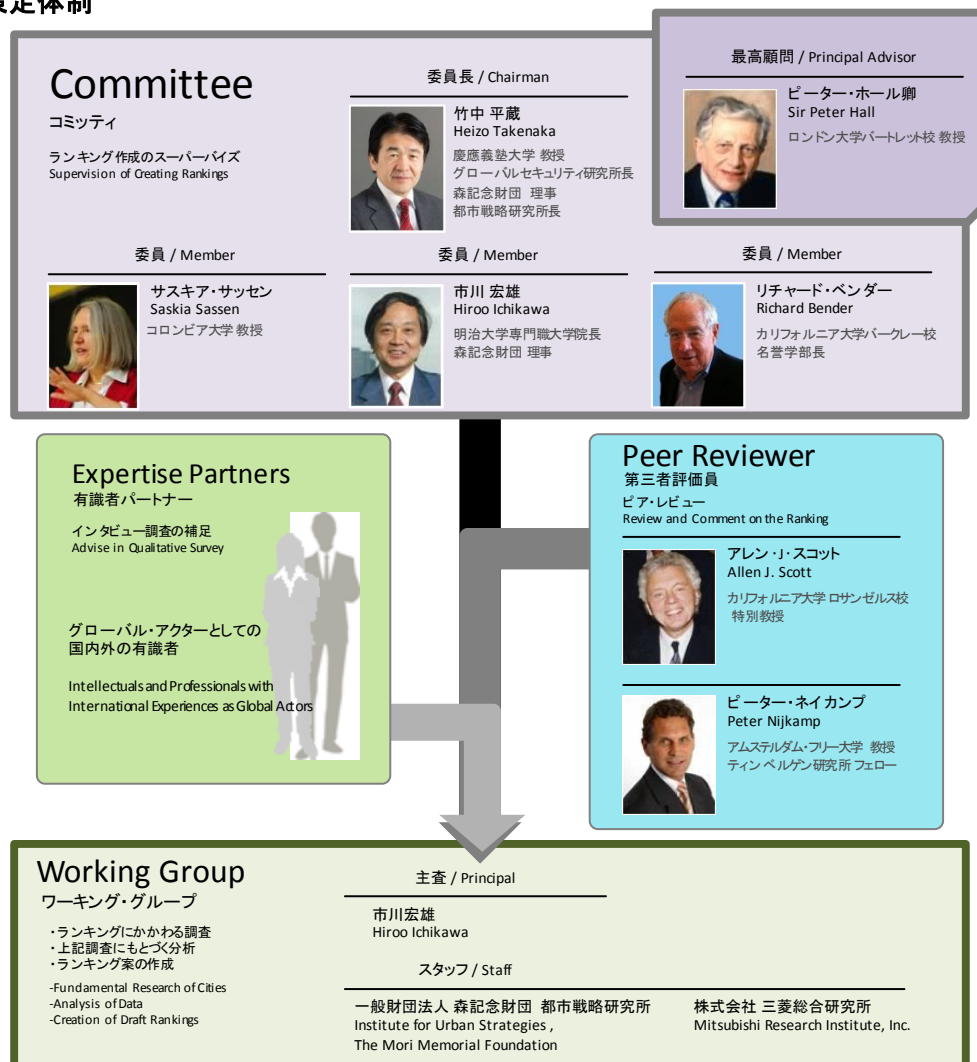 策定体制
Committee
コミッティ
ランキング作成のスーパーバイズ
Supervision of Creating Rankings
委員長 / Chairman
竹中 平蔵
Heizo Takenaka
慶應義塾大学 教授
グローバルセキュリティ研究所長
森記念財団 理事
都市戦略研究所長
最高顧問 / Principal Advisor
ピーター・ホール卿
Sir Peter Hall
ロンドン大学バートレット校 教授
委員 / Member
サスキア・サッセン
Saskia Sassen
コロンビア大学 教授
委員 / Member
市川 宏雄
Hiroo Ichikawa
明治大学専門職大学院長
森記念財団 理事
委員 / Member
リチャード・ベンダー
Richard Bender
カリフォルニア大学バークレー校
名誉学部長
Expertise Partners
有識者パートナー
インタビュー調査の補足
Advise in Qualitative Survey
グローバル・アクターとしての
国内外の有識者
Intellectuals and Professionals with
International Experiences as Global Actors
Peer Reviewer
第三者評価員
ピア・レビュー
Review and Comment on the Ranking
アレン・J・スコット
Allen J. Scott
カリフォルニア大学 ロサンゼルス校
特別教授
ピーター・ネイカンプ
Peter Nijkamp
アムステルダム・フリー大学 教授
ティンベルゲン研究所 フェロー
Working Group
ワーキング・グループ
・ランキングにかかわる調査
・上記調査にもとづく分析
・ランキング案の作成
-Fundamental Research of Cities
-Analysis of Data
-Creation of Draft Rankings
主査 / Principal
市川宏雄
Hiroo Ichikawa
スタッフ / Staff
一般財団法人 森記念財団 都市戦略研究所
Institute for Urban Strategies ,
The Mori Memorial Foundation
株式会社 三菱総合研究所
Mitsubishi Research Institute, Inc.